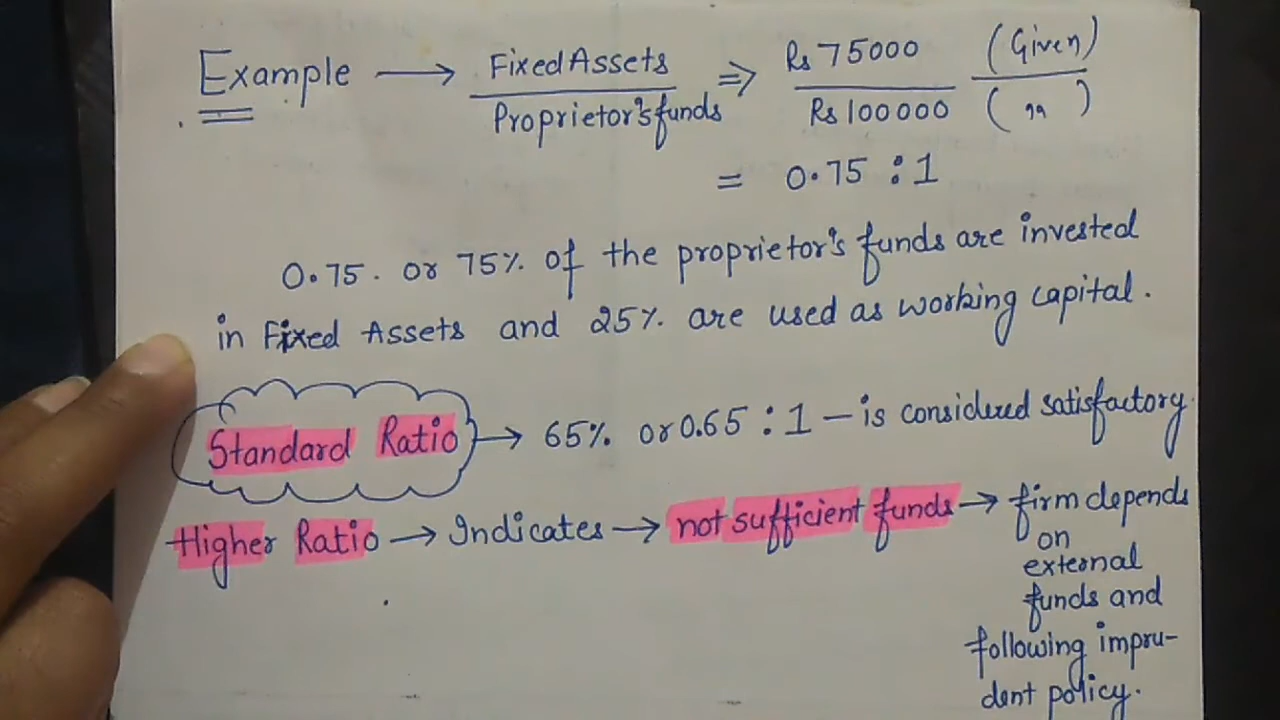 Example → Fixed Assets / Proprietor's funds ⇒ Rs 75000 / Rs 100000 (Given) / ( ,, )
= 0.75 : 1
0.75. or 75% of the proprietor's funds are invested
in Fixed Assets and 25% are used as working capital.
Standard Ratio → 65% or 0.65 : 1 – is considered satisfactory.
Higher Ratio → Indicates → not sufficient funds → firm depends
on
external
funds and
following impru-
dent policy.